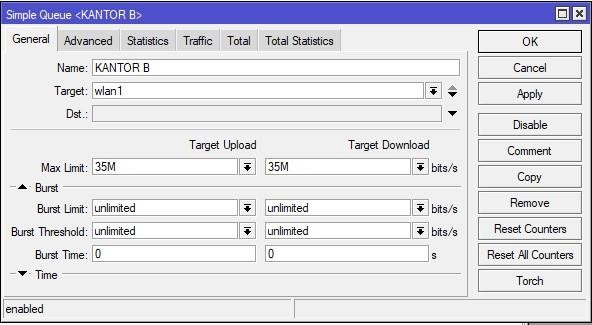 Simple Queue <KANTOR B>
General Advanced Statistics Traffic Total Total Statistics
Name: KANTOR B
Target: wlan1
Dst.:
Target Upload Target Download
Max Limit: 35M 35M bits/s
Burst
Burst Limit: unlimited unlimited bits/s
Burst Threshold: unlimited unlimited bits/s
Burst Time: 0 0 s
Time
enabled
OK
Cancel
Apply
Disable
Comment
Copy
Remove
Reset Counters
Reset All Counters
Torch